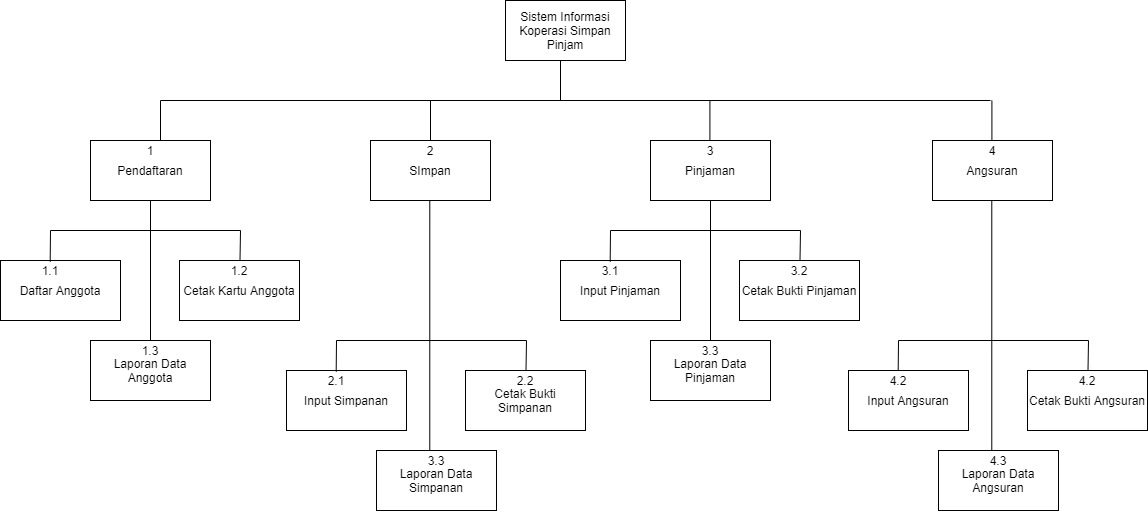 Sistem Informasi
Koperasi Simpan
Pinjam
1
Pendaftaran
2
SImpan
3
Pinjaman
4
Angsuran
1.1
Daftar Anggota
1.2
Cetak Kartu Anggota
1.3
Laporan Data
Anggota
2.1
Input Simpanan
2.2
Cetak Bukti
Simpanan
3.3
Laporan Data
Simpanan
3.1
Input Pinjaman
3.2
Cetak Bukti Pinjaman
3.3
Laporan Data
Pinjaman
4.2
Input Angsuran
4.2
Cetak Bukti Angsuran
4.3
Laporan Data
Angsuran